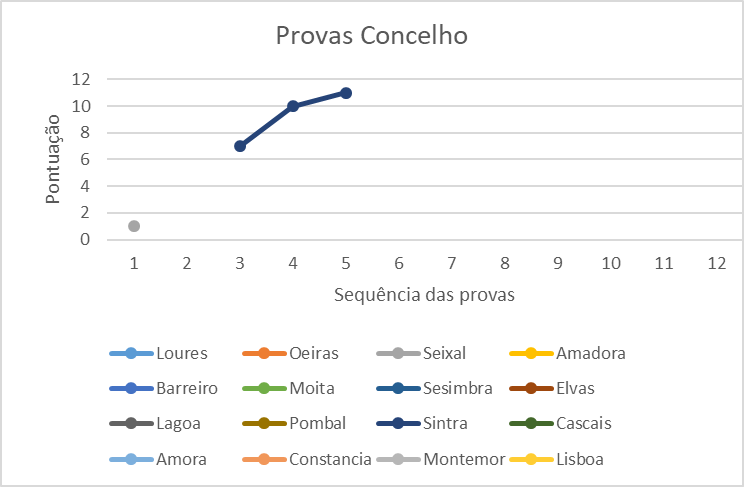 Provas Concelho
12
10
8
6
4
2
0
Pontuação
1 2 3 4 5 6 7 8 9 10 11 12
Sequência das provas
Loures Oeiras Seixal Amadora
Barreiro Moita Sesimbra Elvas
Lagoa Pombal Sintra Cascais
Amora Constancia Montemor Lisboa